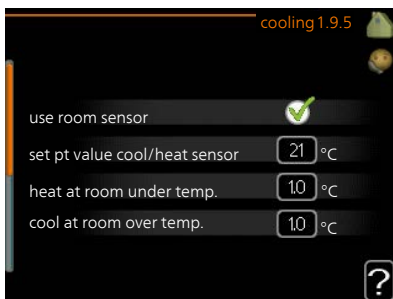 cooling 1.9.5
use room sensor
set pt value cool/heat sensor 21 °C
heat at room under temp. 1.0 °C
cool at room over temp. 1.0 °C
?